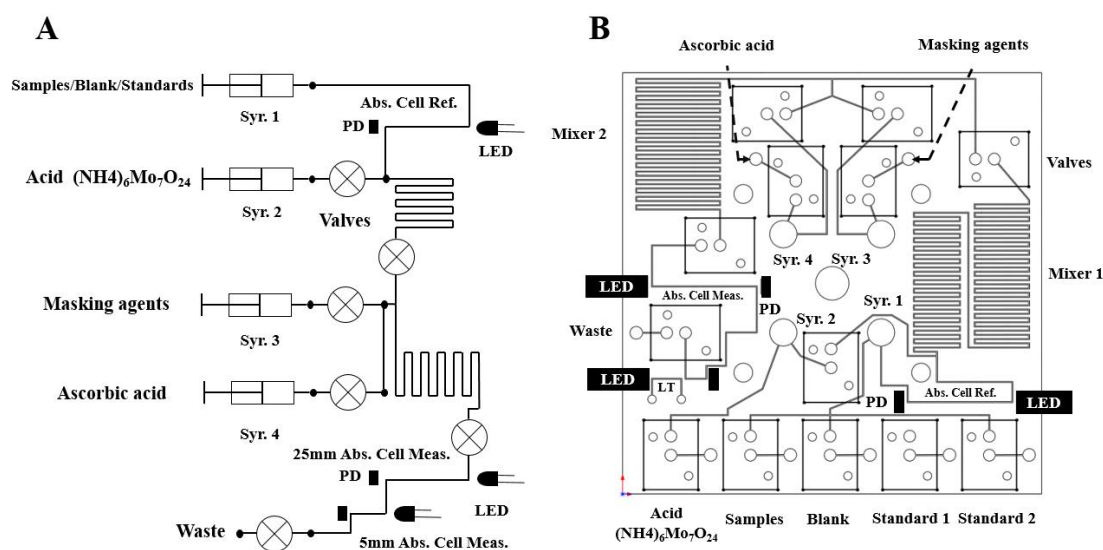 A
Samples/Blank/Standards
Syr. 1
Abs. Cell Ref.
PD
LED
Acid (NH4)₆Mo₇O₂₄
Syr. 2
Valves
Masking agents
Syr. 3
Ascorbic acid
Syr. 4
25mm Abs. Cell Meas.
PD
LED
Waste
5mm Abs. Cell Meas.
B
Ascorbic acid
Masking agents
Mixer 2
Valves
Syr. 4
Syr. 3
Mixer 1
LED
Abs. Cell Meas.
PD
Syr. 1
Waste
Syr. 2
LED
LT
Abs. Cell Ref.
PD
LED
Acid
(NH4)₆Mo₇O₂₄
Samples
Blank
Standard 1
Standard 2